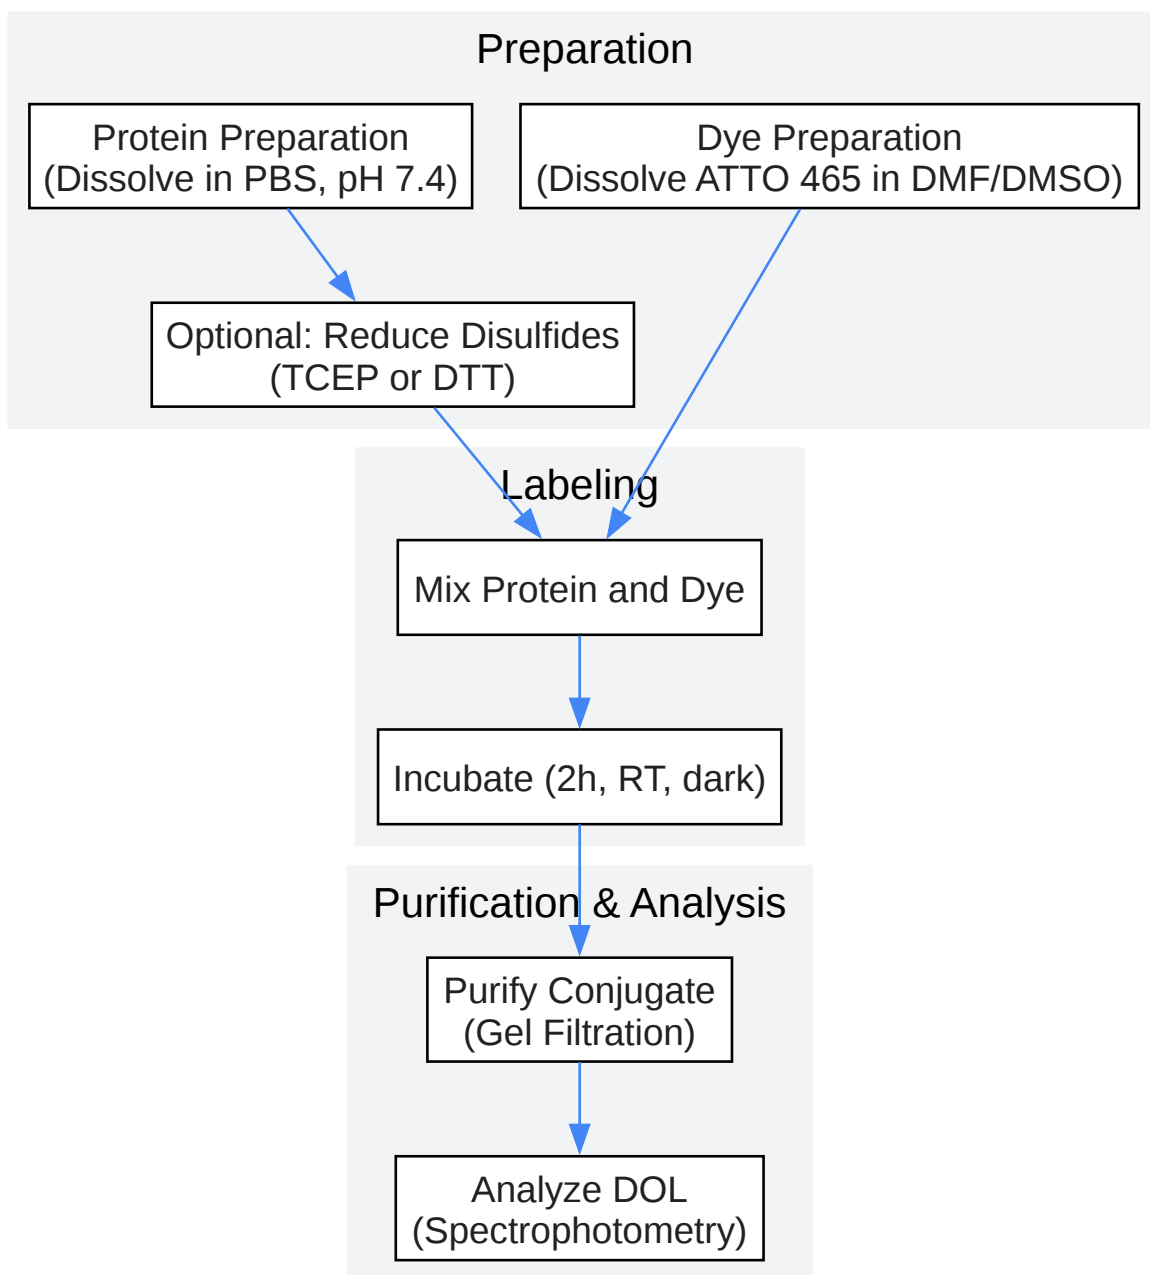 Preparation
Protein Preparation
(Dissolve in PBS, pH 7.4)
Dye Preparation
(Dissolve ATTO 465 in DMF/DMSO)
Optional: Reduce Disulfides
(TCEP or DTT)
Labeling
Mix Protein and Dye
Incubate (2h, RT, dark)
Purification & Analysis
Purify Conjugate
(Gel Filtration)
Analyze DOL
(Spectrophotometry)